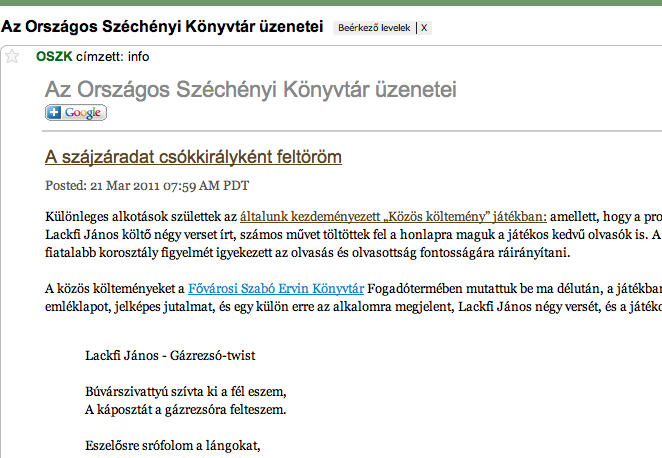 Az Országos Széchényi Könyvtár üzenetei Beérkező levelek X
OSZK címzett: info
Az Országos Széchényi Könyvtár üzenetei
Google
A szájzáradat csókkirályként feltöröm
Posted: 21 Mar 2011 07:59 AM PDT
Különleges alkotások születtek az általunk kezdeményezett „Közös költemény” játékban: amellett, hogy a pro
Lackfi János költő négy verset írt, számos művet töltöttek fel a honlapra maguk a játékos kedvű olvasók is. A
fiatalabb korosztály figyelmét igyekezett az olvasás és olvasottság fontosságára ráirányítani.
A közös költeményeket a Fővárosi Szabó Ervin Könyvtár Fogadótermében mutattuk be ma délután, a játékban
emléklapot, jelképes jutalmat, és egy külön erre az alkalomra megjelent, Lackfi János négy versét, és a játéko
Lackfi János - Gázrezsó-twist
Búvárszivattyú szívta ki a fél eszem,
A káposztát a gázrezsóra felteszem.
Eszelősre srófolom a lángokat,